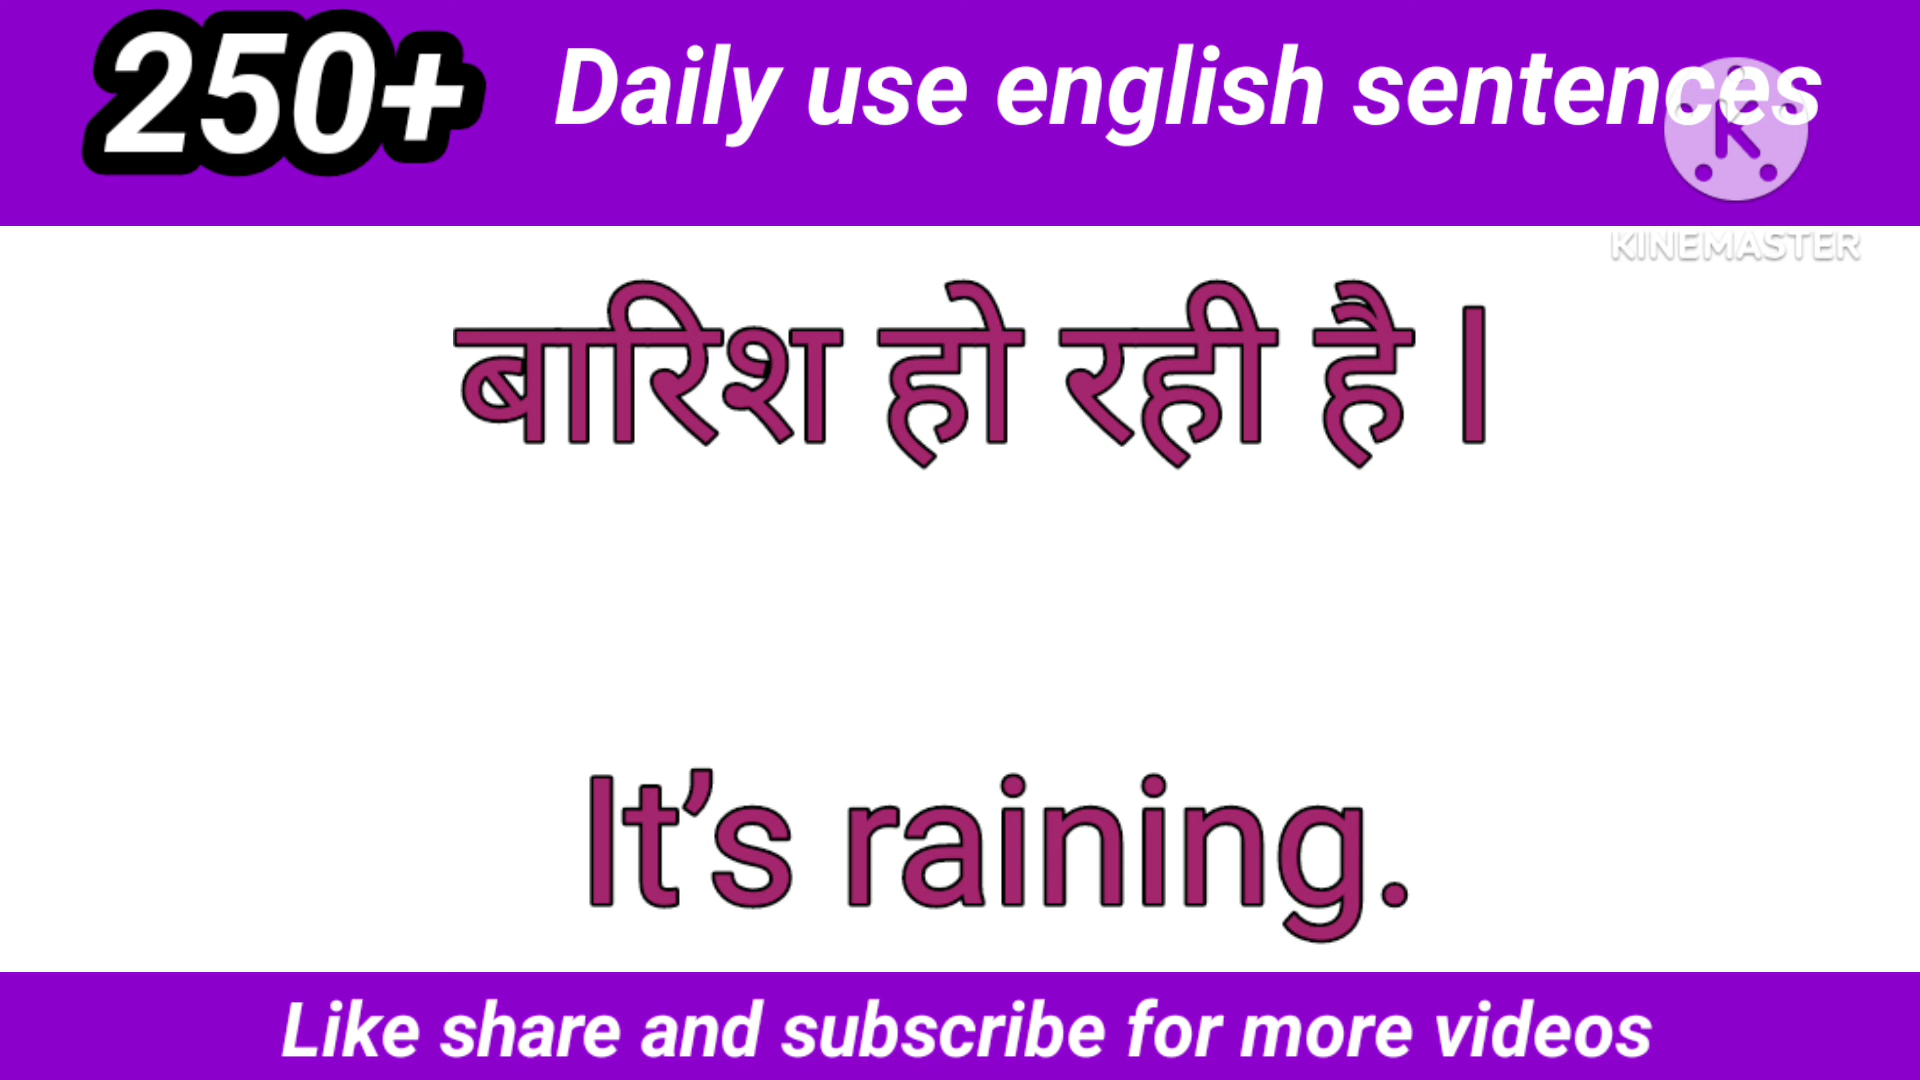 250+ Daily use english sentences
K
KINEMASTER
बारिश हो रही है l
It’s raining.
Like share and subscribe for more videos